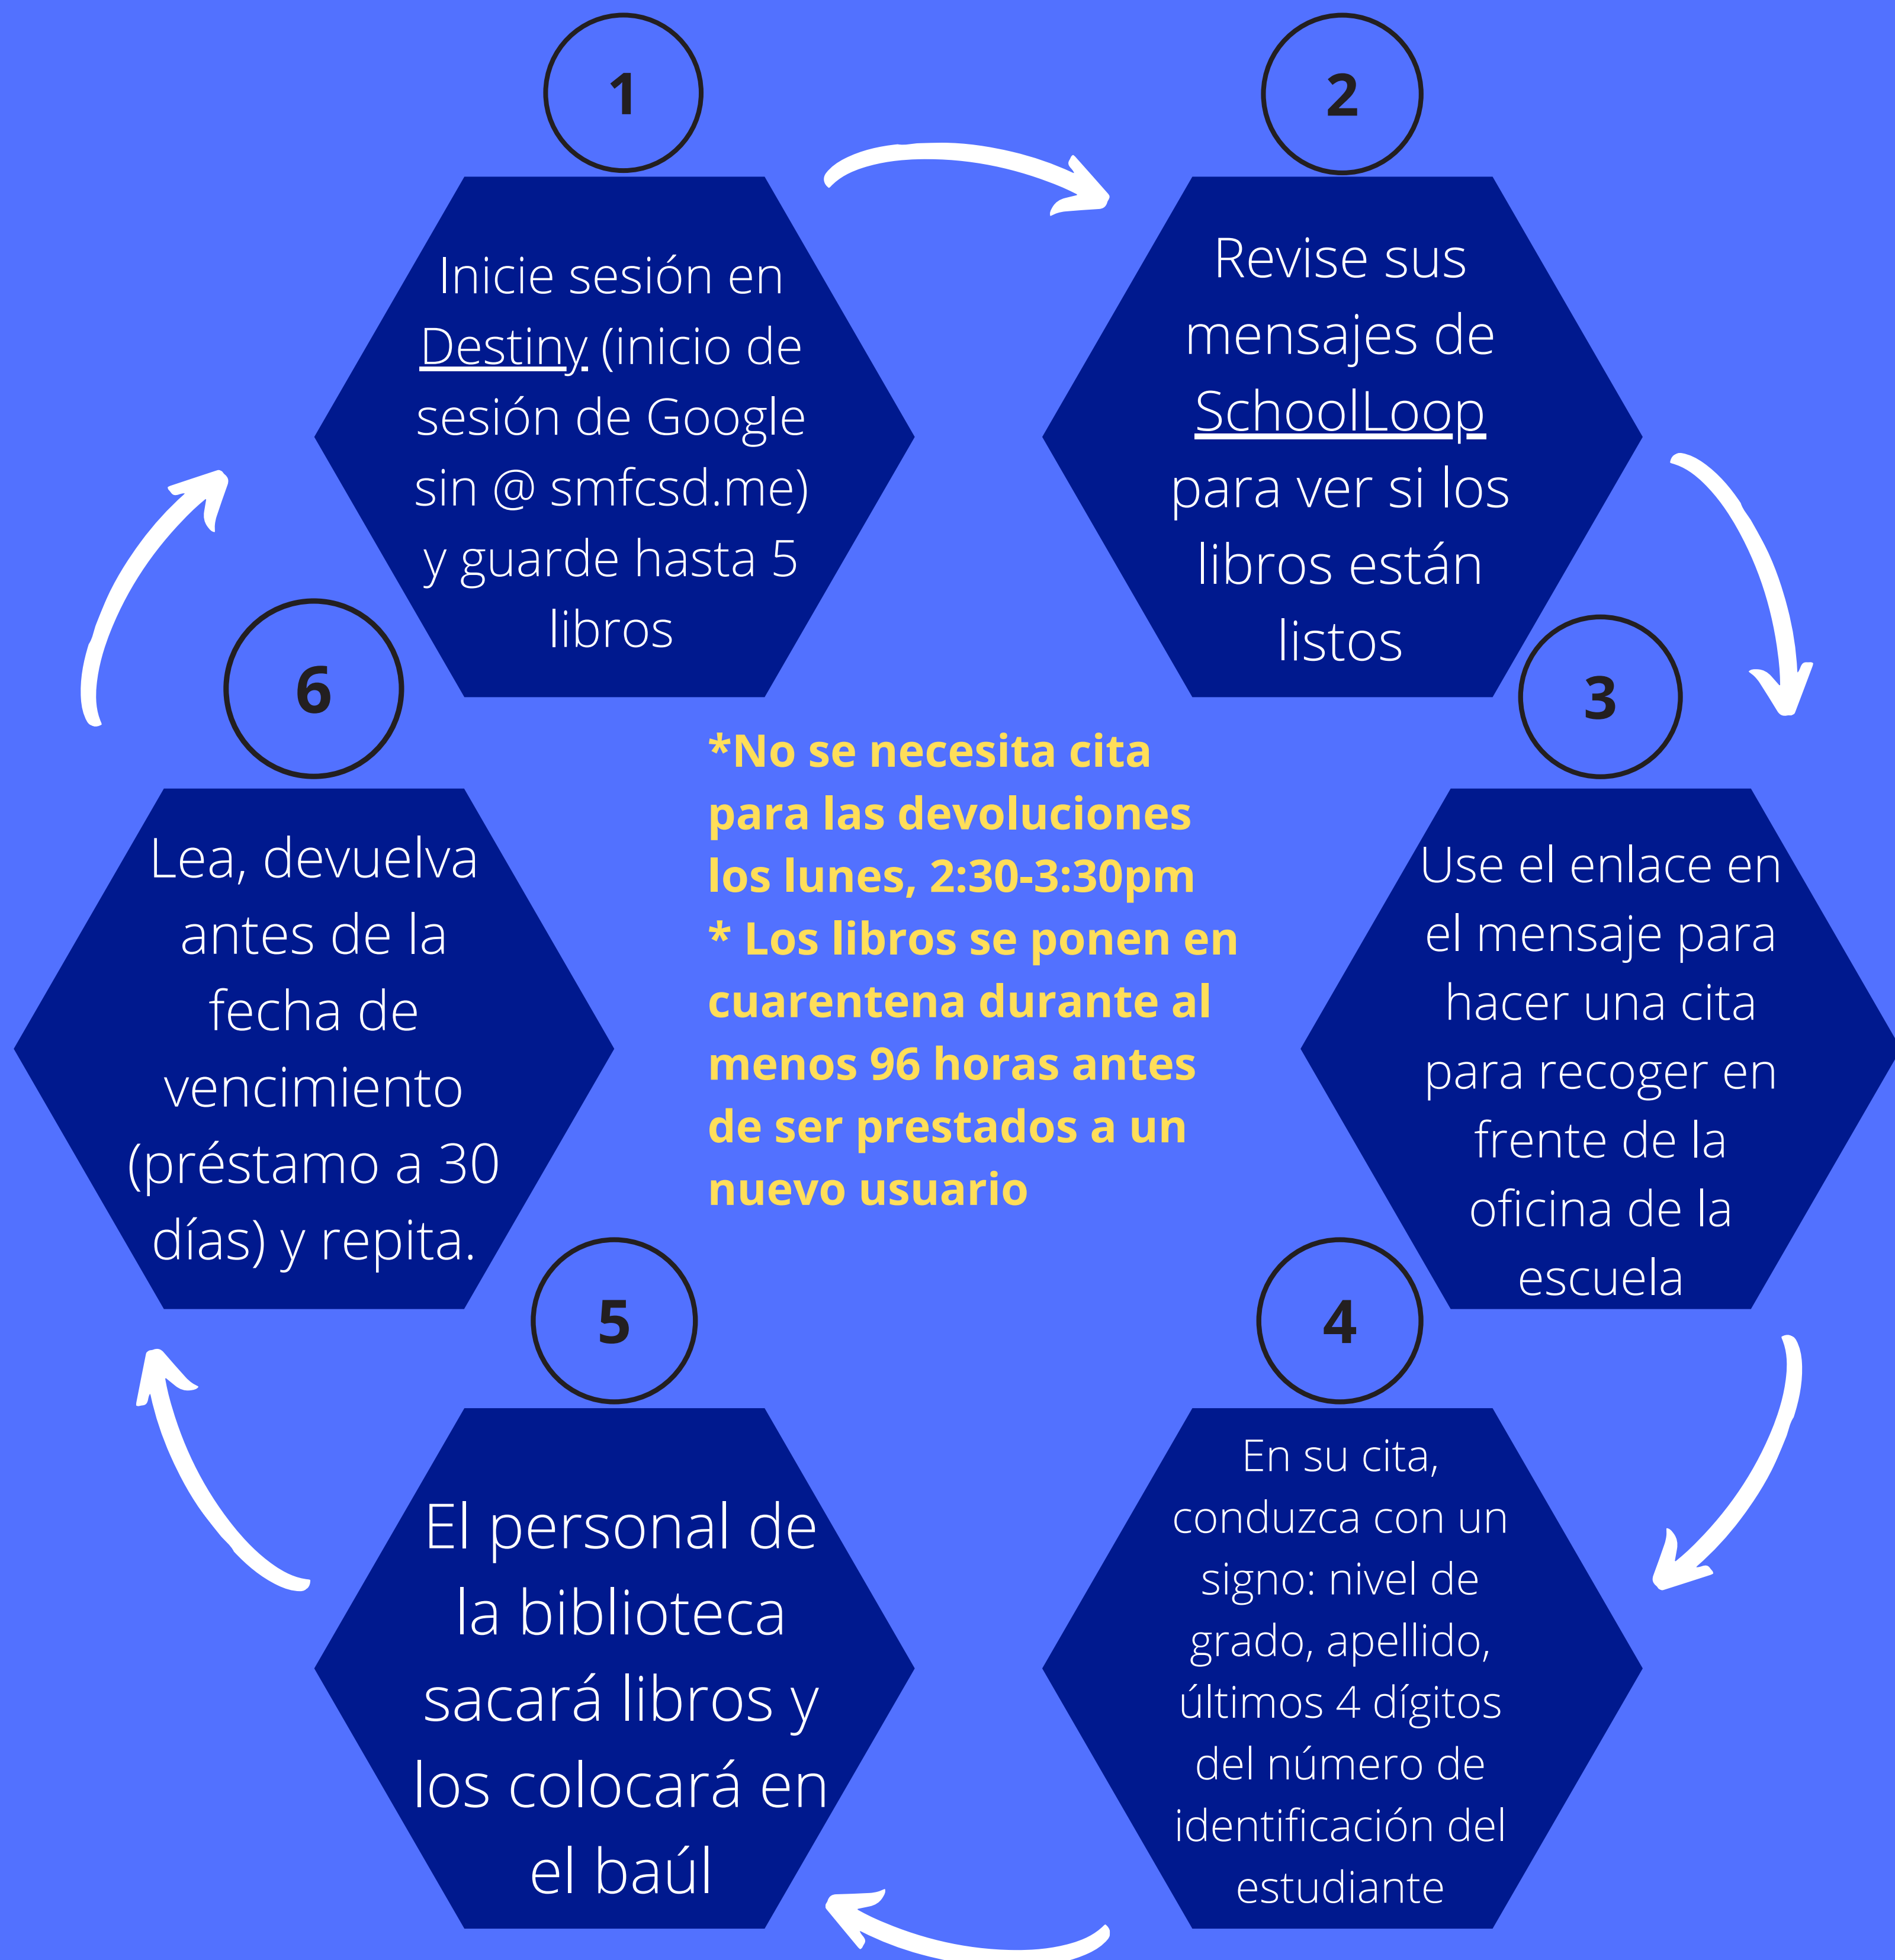 1
Inicie sesión en
Destiny (inicio de
sesión de Google
sin @ smfcsd.me)
y guarde hasta 5
libros
2
Revise sus
mensajes de
SchoolLoop
para ver si los
libros están
listos
3
Use el enlace en
el mensaje para
hacer una cita
para recoger en
frente de la
oficina de la
escuela
4
En su cita,
conduzca con un
signo: nivel de
grado, apellido,
últimos 4 dígitos
del número de
identificación del
estudiante
5
El personal de
la biblioteca
sacará libros y
los colocará en
el baúl
6
Lea, devuelva
antes de la
fecha de
vencimiento
(préstamo a 30
días) y repita.
*No se necesita cita
para las devoluciones
los lunes, 2:30-3:30pm
* Los libros se ponen en
cuarentena durante al
menos 96 horas antes
de ser prestados a un
nuevo usuario